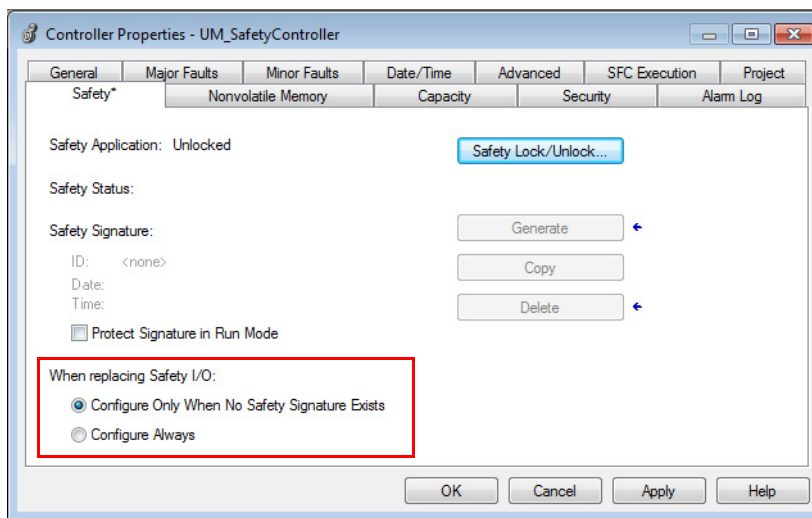 Controller Properties - UM_SafetyController
General Major Faults Minor Faults Date/Time Advanced SFC Execution Project
Safety* Nonvolatile Memory Capacity Security Alarm Log
Safety Application: Unlocked Safety Lock/Unlock...
Safety Status:
Safety Signature: Generate
ID: <none> Copy
Date:
Time: Delete
Protect Signature in Run Mode
When replacing Safety I/O:
Configure Only When No Safety Signature Exists
Configure Always
OK Cancel Apply Help